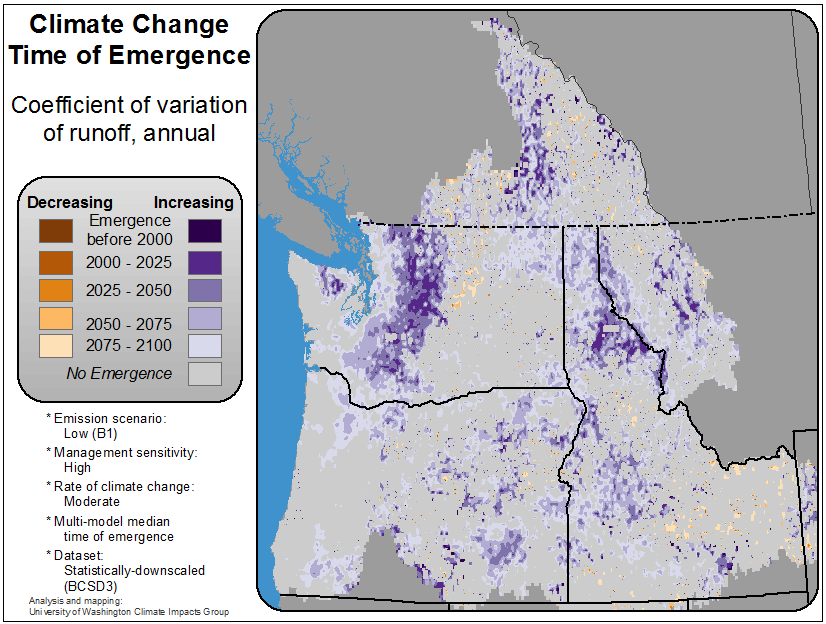 Climate Change
Time of Emergence
Coefficient of variation
of runoff, annual
Decreasing Increasing
Emergence
before 2000
2000 - 2025
2025 - 2050
2050 - 2075
2075 - 2100
No Emergence
* Emission scenario:
Low (B1)
* Management sensitivity:
High
* Rate of climate change:
Moderate
* Multi-model median
time of emergence
* Dataset:
Statistically-downscaled
(BCSD3)
Analysis and mapping:
University of Washington Climate Impacts Group